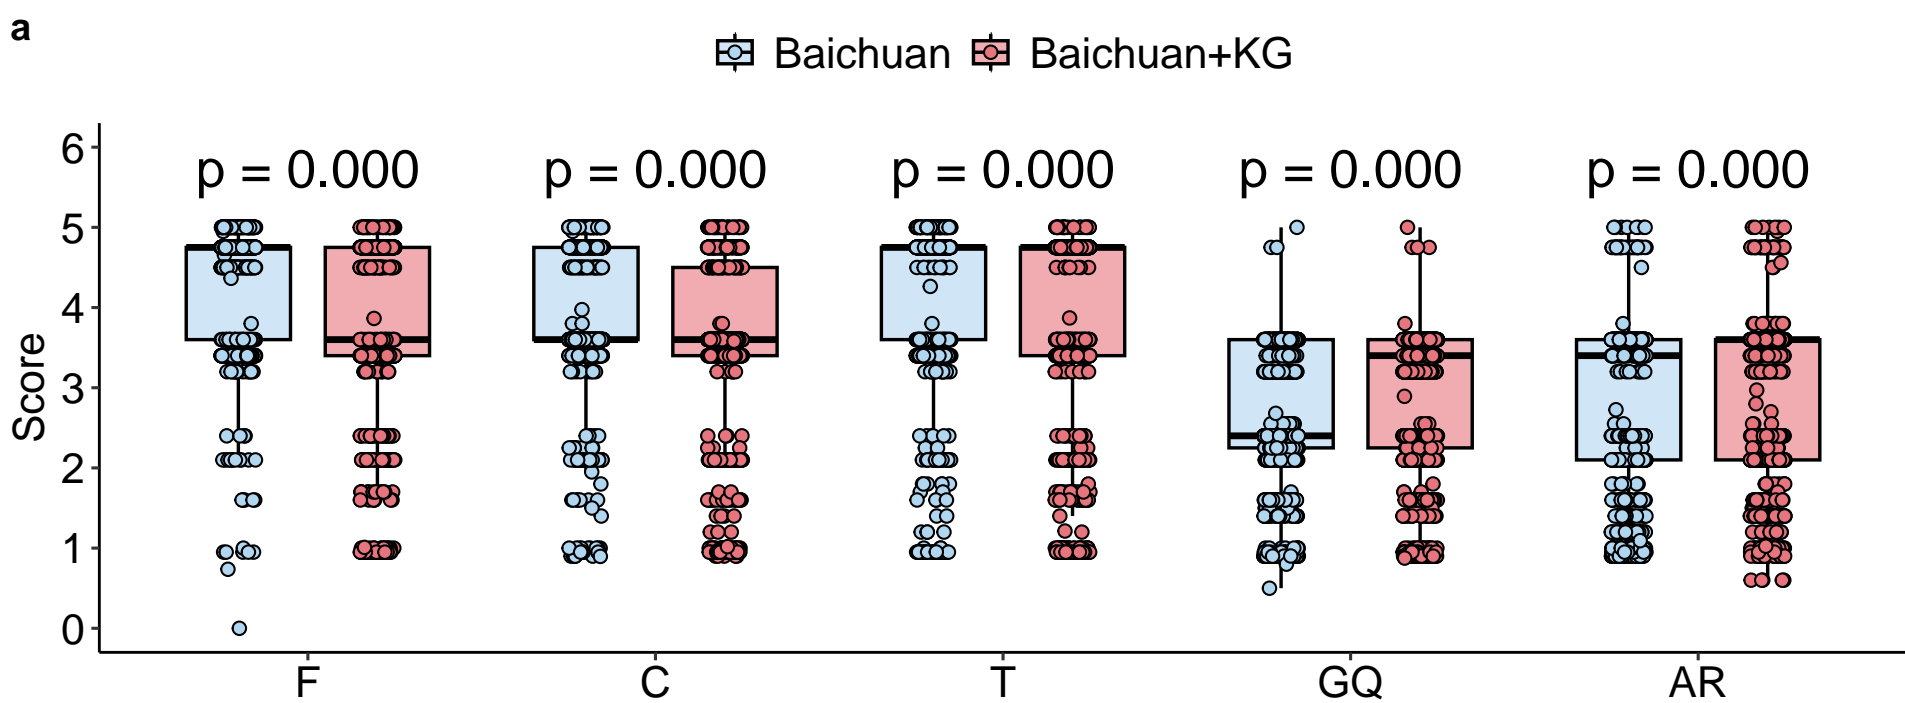 a
Baichuan Baichuan+KG
6
p = 0.000 p = 0.000 p = 0.000 p = 0.000 p = 0.000
5
4
3
2
1
0
Score
F C T GQ AR